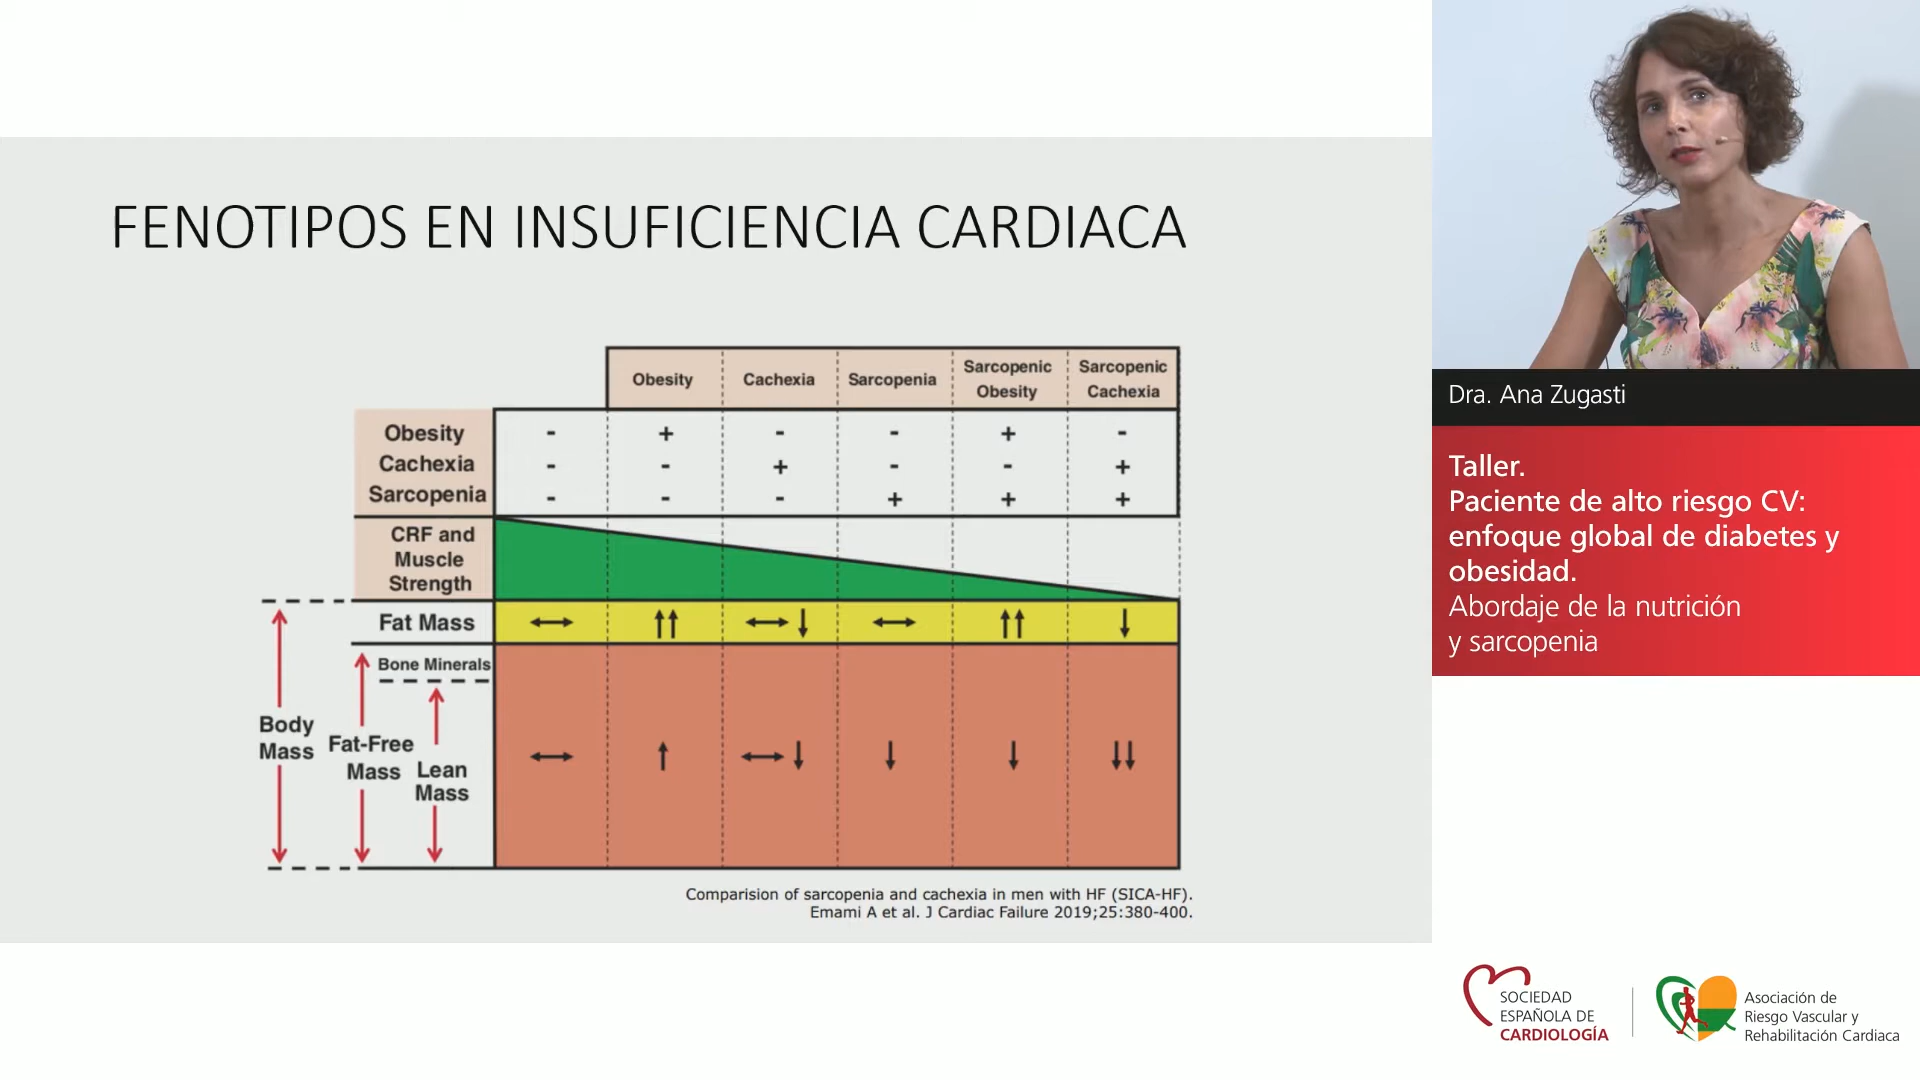 FENOTIPOS EN INSUFICIENCIA CARDIACA
Obesity
Cachexia
Sarcopenia
Sarcopenic
Obesity
Sarcopenic
Cachexia
Obesity - + - - + -
Cachexia - - + - - +
Sarcopenia - - - + + +
CRF and
Muscle
Strength
Fat Mass ↔ ↑↑ ↔↓ ↔ ↑↑ ↓
Bone Minerals
Body
Mass
Fat-Free
Mass
Lean
Mass
↔ ↑ ↔↓ ↓ ↓ ↓↓
Comparision of sarcopenia and cachexia in men with HF (SICA-HF).
Emami A et al. J Cardiac Failure 2019;25:380-400.
Dra. Ana Zugasti
Taller.
Paciente de alto riesgo CV:
enfoque global de diabetes y
obesidad.
Abordaje de la nutrición
y sarcopenia
SOCIEDAD
ESPAÑOLA DE
CARDIOLOGÍA
Asociación de
Riesgo Vascular y
Rehabilitación Cardiaca